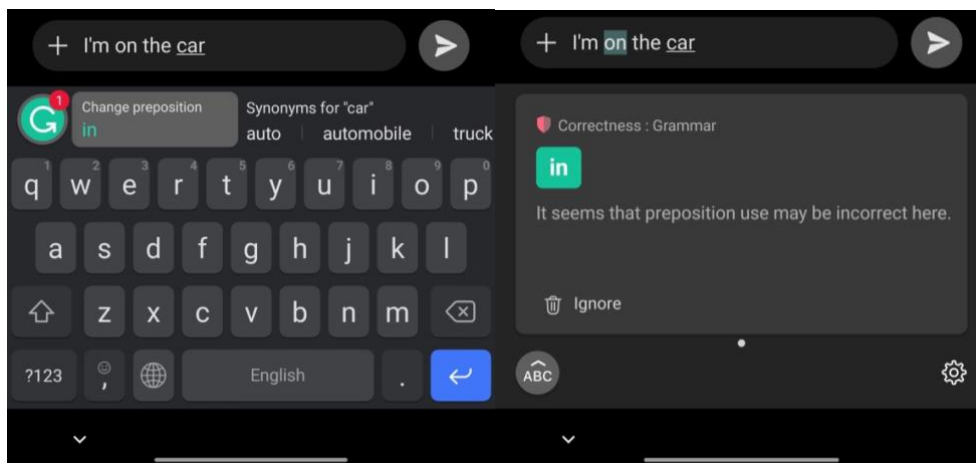 I'm on the car
1
Change preposition
in
Synonyms for "car"
auto automobile truck
1 2 3 4 5 6 7 8 9 0
q w e r t y u i o p
a s d f g h j k l
z x c v b n m
?123 , English .
I'm on the car
Correctness : Grammar
in
It seems that preposition use may be incorrect here.
Ignore
ABC